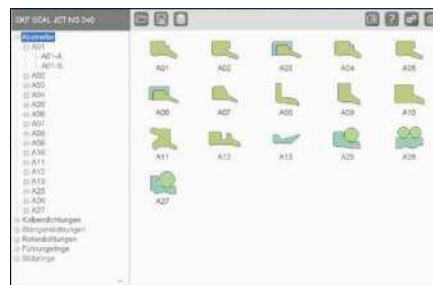 SKF SEAL JCT NG 040
Abstreifer
A01
A01-A
A01-B
A02
A03
A04
A05
A06
A07
A08
A09
A10
A11
A12
A13
A25
A26
A27
Kolbendichtungen
Stangendichtungen
Rotordichtungen
Führungsringe
Stützringe
A01 A02 A03 A04 A05
A06 A07 A08 A09 A10
A11 A12 A13 A25 A26
A27